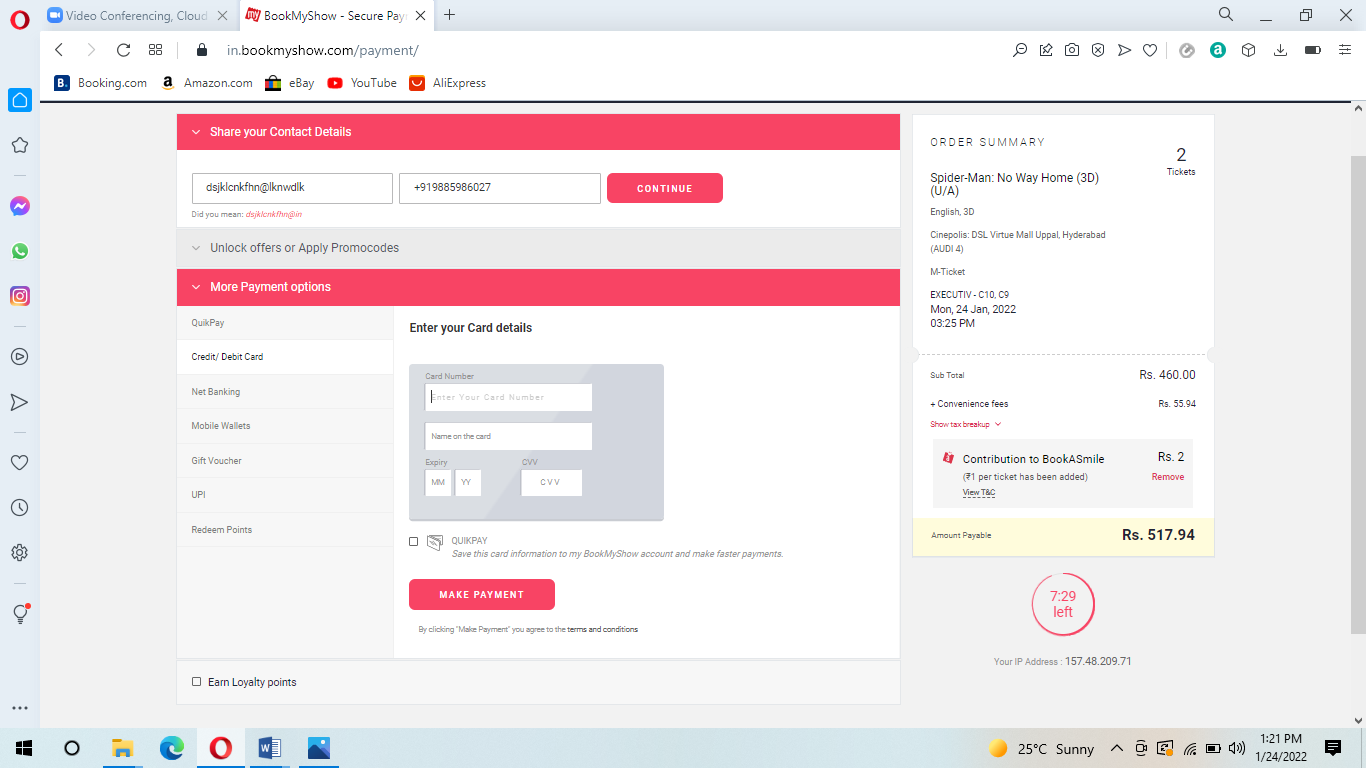 Video Conferencing, Cloud
BookMyShow - Secure Pay
in.bookmyshow.com/payment/
B. Booking.com
a Amazon.com
eBay
YouTube
AliExpress
Share your Contact Details
dsjklcnkfhn@lknwdlk
+919885986027
CONTINUE
Did you mean: dsjklcnkfhn@in
Unlock offers or Apply Promocodes
More Payment options
QuikPay
Credit/ Debit Card
Net Banking
Mobile Wallets
Gift Voucher
UPI
Redeem Points
Enter your Card details
Card Number
Enter Your Card Number
Name on the card
Expiry
CVV
MM
YY
CVV
QUIKPAY
Save this card information to my BookMyShow account and make faster payments.
MAKE PAYMENT
By clicking "Make Payment" you agree to the terms and conditions
Earn Loyalty points
ORDER SUMMARY
2
Tickets
Spider-Man: No Way Home (3D)
(U/A)
English, 3D
Cinepolis: DSL Virtue Mall Uppal, Hyderabad
(AUDI 4)
M-Ticket
EXECUTIV - C10, C9
Mon, 24 Jan, 2022
03:25 PM
Sub Total Rs. 460.00
+ Convenience fees Rs. 55.94
Show tax breakup
Contribution to BookASmile Rs. 2
(₹1 per ticket has been added) Remove
View T&C
Amount Payable Rs. 517.94
7:29
left
Your IP Address : 157.48.209.71
25°C Sunny
1:21 PM
1/24/2022